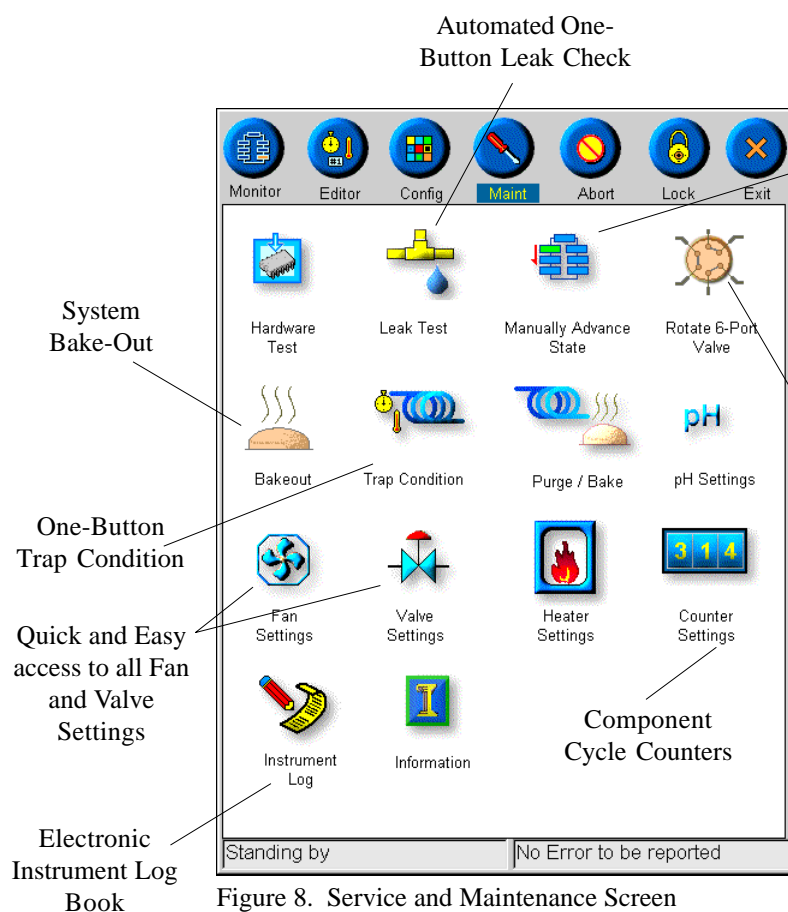 Automated One-
Button Leak Check
Monitor Editor Config Maint Abort Lock Exit
#1
Hardware
Test
Leak Test
Manually Advance
State
Rotate 6-Port
Valve
System
Bake-Out
Bakeout
Trap Condition
Purge / Bake
pH
pH Settings
One-Button
Trap Condition
Fan
Settings
Valve
Settings
Heater
Settings
3 1 4
Counter
Settings
Quick and Easy
access to all Fan
and Valve
Settings
Instrument
Log
I
Information
Component
Cycle Counters
Electronic
Instrument Log
Book
Standing by
No Error to be reported
Figure 8. Service and Maintenance Screen